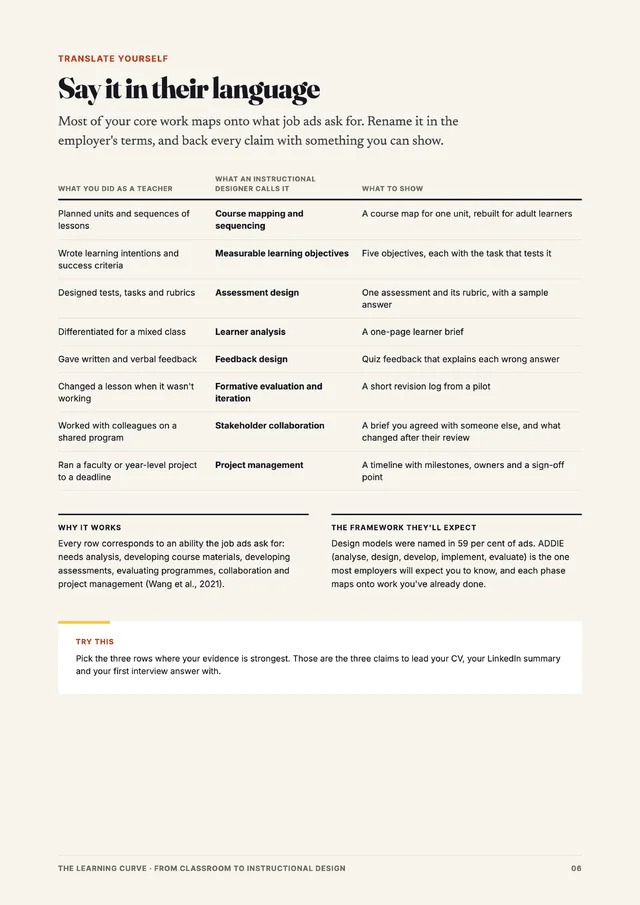 TRANSLATE YOURSELF
Say it in their language
Most of your core work maps onto what job ads ask for. Rename it in the
employer's terms, and back every claim with something you can show.
WHAT YOU DID AS A TEACHER
WHAT AN INSTRUCTIONAL
DESIGNER CALLS IT
WHAT TO SHOW
Planned units and sequences of
lessons
Course mapping and
sequencing
A course map for one unit, rebuilt for adult learners
Wrote learning intentions and
success criteria
Measurable learning objectives
Five objectives, each with the task that tests it
Designed tests, tasks and rubrics
Assessment design
One assessment and its rubric, with a sample
answer
Differentiated for a mixed class
Learner analysis
A one-page learner brief
Gave written and verbal feedback
Feedback design
Quiz feedback that explains each wrong answer
Changed a lesson when it wasn't
working
Formative evaluation and
iteration
A short revision log from a pilot
Worked with colleagues on a
shared program
Stakeholder collaboration
A brief you agreed with someone else, and what
changed after their review
Ran a faculty or year-level project
to a deadline
Project management
A timeline with milestones, owners and a sign-off
point
WHY IT WORKS
Every row corresponds to an ability the job ads ask for:
needs analysis, developing course materials, developing
assessments, evaluating programmes, collaboration and
project management (Wang et al., 2021).
THE FRAMEWORK THEY'LL EXPECT
Design models were named in 59 per cent of ads. ADDIE
(analyse, design, develop, implement, evaluate) is the one
most employers will expect you to know, and each phase
maps onto work you've already done.
TRY THIS
Pick the three rows where your evidence is strongest. Those are the three claims to lead your CV, your LinkedIn summary
and your first interview answer with.
THE LEARNING CURVE · FROM CLASSROOM TO INSTRUCTIONAL DESIGN
06